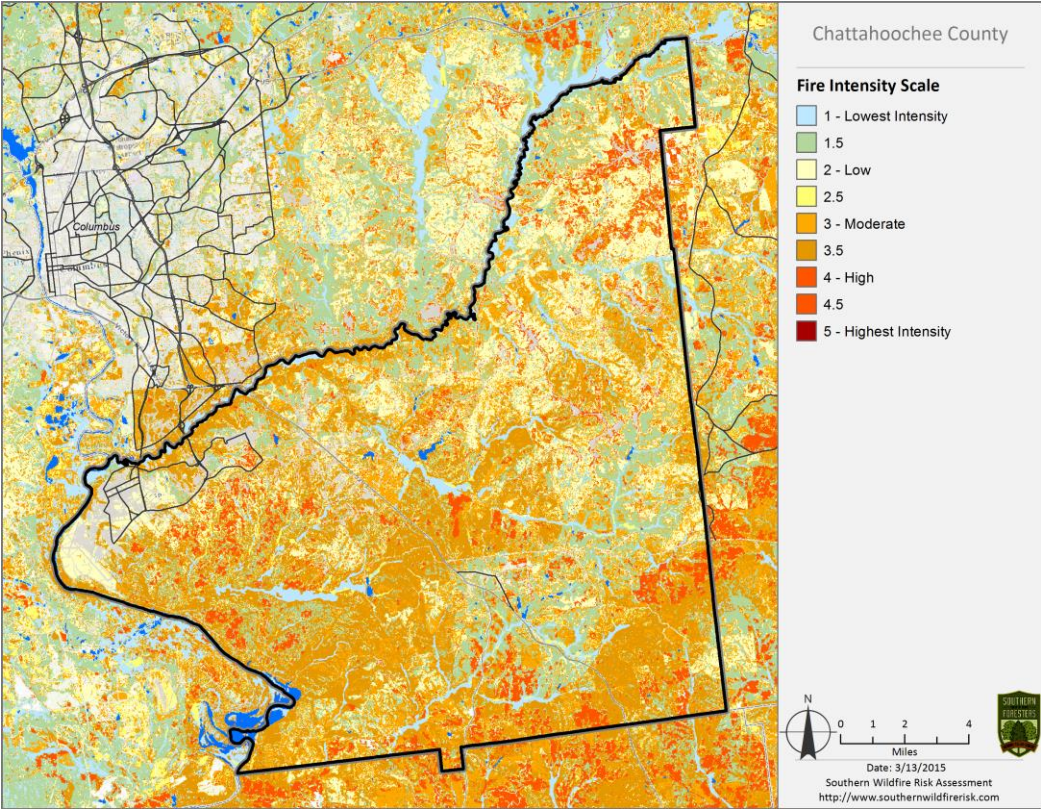 Chattahoochee County
Fire Intensity Scale
1 - Lowest Intensity
1.5
2 - Low
2.5
3 - Moderate
3.5
4 - High
4.5
5 - Highest Intensity
Columbus
N
0 1 2 4
Miles
Date: 3/13/2015
Southern Wildfire Risk Assessment
http://www.southernwildfirerisk.com
SOUTHERN
FORESTERS